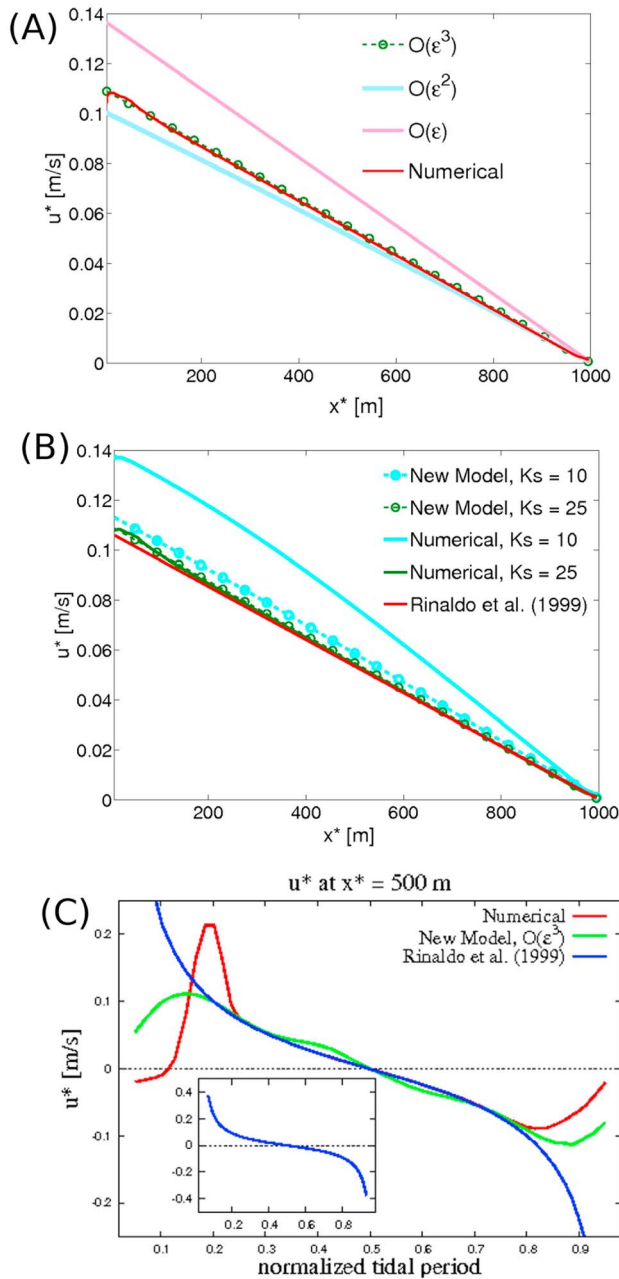 (A)
0.14
0.12
0.1
0.08
0.06
0.04
0.02
0
u* [m/s]
O(ε³)
O(ε²)
O(ε)
Numerical
200 400 600 800 1000
x* [m]
(B)
0.14
0.12
0.1
0.08
0.06
0.04
0.02
0
u* [m/s]
New Model, Ks = 10
New Model, Ks = 25
Numerical, Ks = 10
Numerical, Ks = 25
Rinaldo et al. (1999)
200 400 600 800 1000
x* [m]
u* at x* = 500 m
(C)
Numerical
New Model, O(ε³)
Rinaldo et al. (1999)
0.2
0.1
0
-0.1
-0.2
u* [m/s]
0.4
0.2
0
-0.2
-0.4
0.2 0.4 0.6 0.8
0.1 0.2 0.3 0.4 0.5 0.6 0.7 0.8 0.9
normalized tidal period